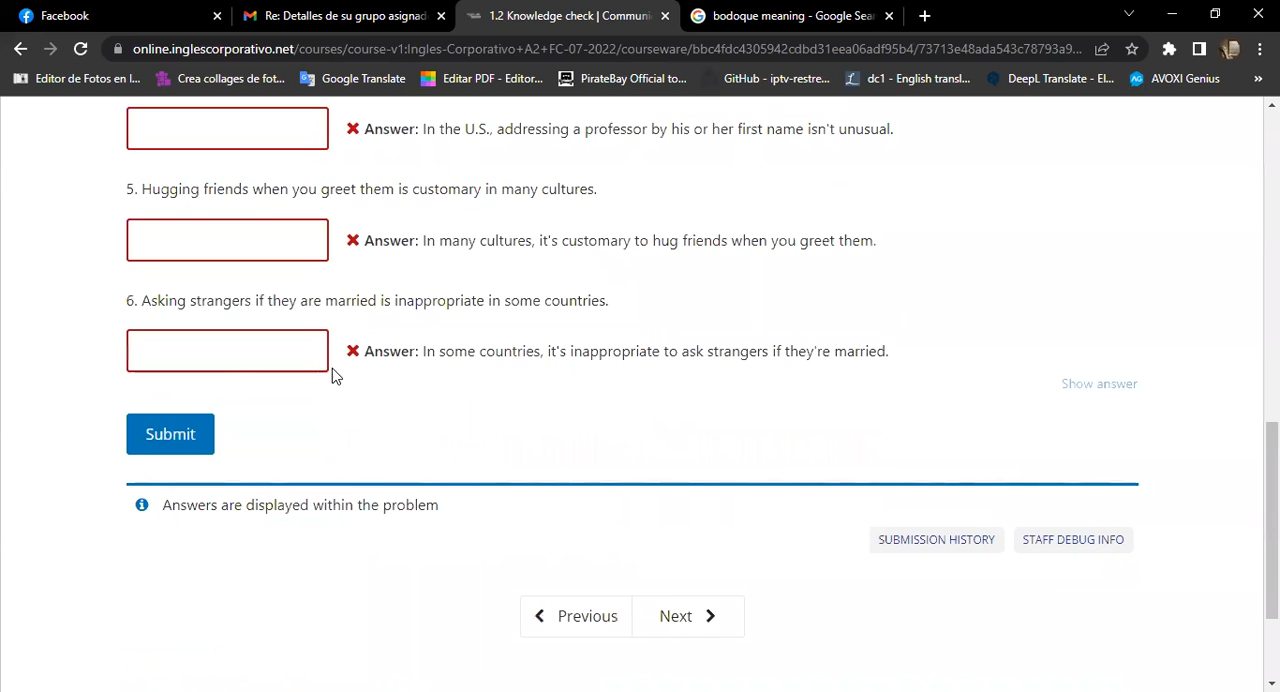 Facebook
Re: Detalles de su grupo asignad
1.2 Knowledge check | Communi
bodoque meaning - Google Sea
online.inglescorporativo.net/courses/course-v1:Ingles-Corporativo+A2+FC-07-2022/courseware/bbc4fdc4305942cdbd31eea06adf95b4/73713e48ada543c78793a9...
Editor de Fotos en l...
Crea collages de fot...
Google Translate
Editar PDF - Editor...
PirateBay Official to...
GitHub - iptv-restre...
dc1 - English transl...
DeepL Translate - El...
AVOXI Genius
»
Answer: In the U.S., addressing a professor by his or her first name isn't unusual.
5. Hugging friends when you greet them is customary in many cultures.
Answer: In many cultures, it's customary to hug friends when you greet them.
6. Asking strangers if they are married is inappropriate in some countries.
Answer: In some countries, it's inappropriate to ask strangers if they're married.
Show answer
Submit
Answers are displayed within the problem
SUBMISSION HISTORY
STAFF DEBUG INFO
Previous
Next